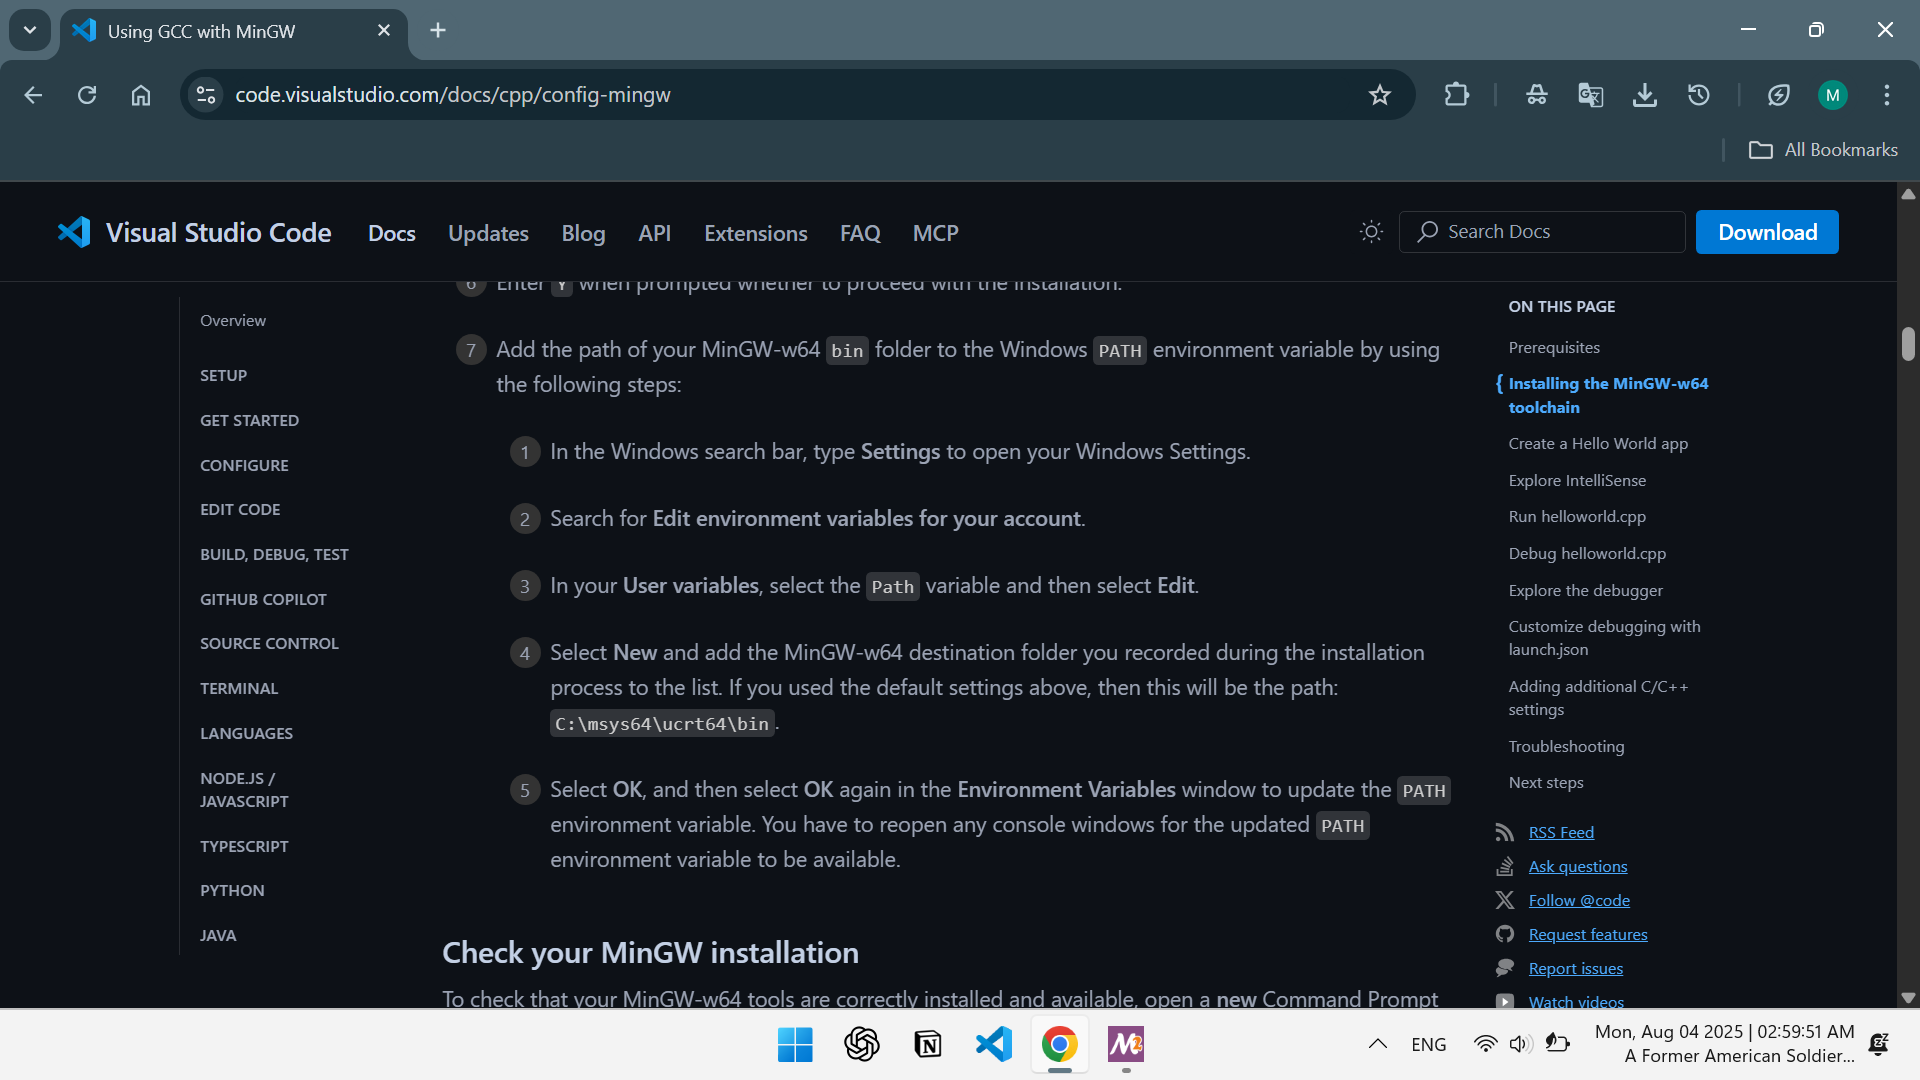 Using GCC with MinGW
code.visualstudio.com/docs/cpp/config-mingw
M
All Bookmarks
Visual Studio Code
Docs
Updates
Blog
API
Extensions
FAQ
MCP
Search Docs
Download
Overview
SETUP
GET STARTED
CONFIGURE
EDIT CODE
BUILD, DEBUG, TEST
GITHUB COPILOT
SOURCE CONTROL
TERMINAL
LANGUAGES
NODE.JS /
JAVASCRIPT
TYPESCRIPT
PYTHON
JAVA
6 Enter Y when prompted whether to proceed with the installation.
7 Add the path of your MinGW-w64 bin folder to the Windows PATH environment variable by using
the following steps:
1 In the Windows search bar, type Settings to open your Windows Settings.
2 Search for Edit environment variables for your account.
3 In your User variables, select the Path variable and then select Edit.
4 Select New and add the MinGW-w64 destination folder you recorded during the installation
process to the list. If you used the default settings above, then this will be the path:
C:\msys64\ucrt64\bin.
5 Select OK, and then select OK again in the Environment Variables window to update the PATH
environment variable. You have to reopen any console windows for the updated PATH
environment variable to be available.
Check your MinGW installation
To check that your MinGW-w64 tools are correctly installed and available, open a new Command Prompt
ON THIS PAGE
Prerequisites
{ Installing the MinGW-w64
toolchain
Create a Hello World app
Explore IntelliSense
Run helloworld.cpp
Debug helloworld.cpp
Explore the debugger
Customize debugging with
launch.json
Adding additional C/C++
settings
Troubleshooting
Next steps
RSS Feed
Ask questions
Follow @code
Request features
Report issues
Watch videos
ENG
Mon, Aug 04 2025 | 02:59:51 AM
A Former American Soldier...